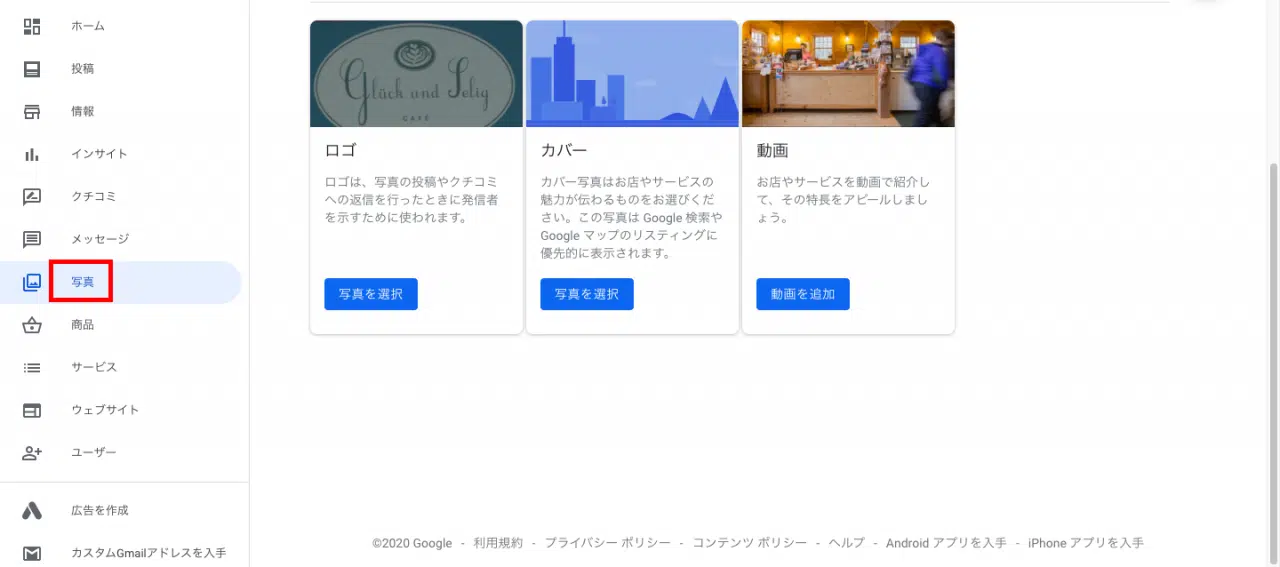 ホーム
投稿
情報
インサイト
クチコミ
メッセージ
写真
商品
サービス
ウェブサイト
ユーザー
広告を作成
カスタムGmailアドレスを入手
Glück und Selig
CAFÉ
ロゴ
ロゴは、写真の投稿やクチコミ
への返信を行ったときに発信者
を示すために使われます。
写真を選択
カバー
カバー写真はお店やサービスの
魅力が伝わるものをお選びくだ
さい。この写真は Google 検索や
Google マップのリスティングに
優先的に表示されます。
写真を選択
動画
お店やサービスを動画で紹介し
て、その特長をアピールしまし
ょう。
動画を追加
©2020 Google - 利用規約 - プライバシー ポリシー - コンテンツ ポリシー - ヘルプ - Android アプリを入手 - iPhone アプリを入手